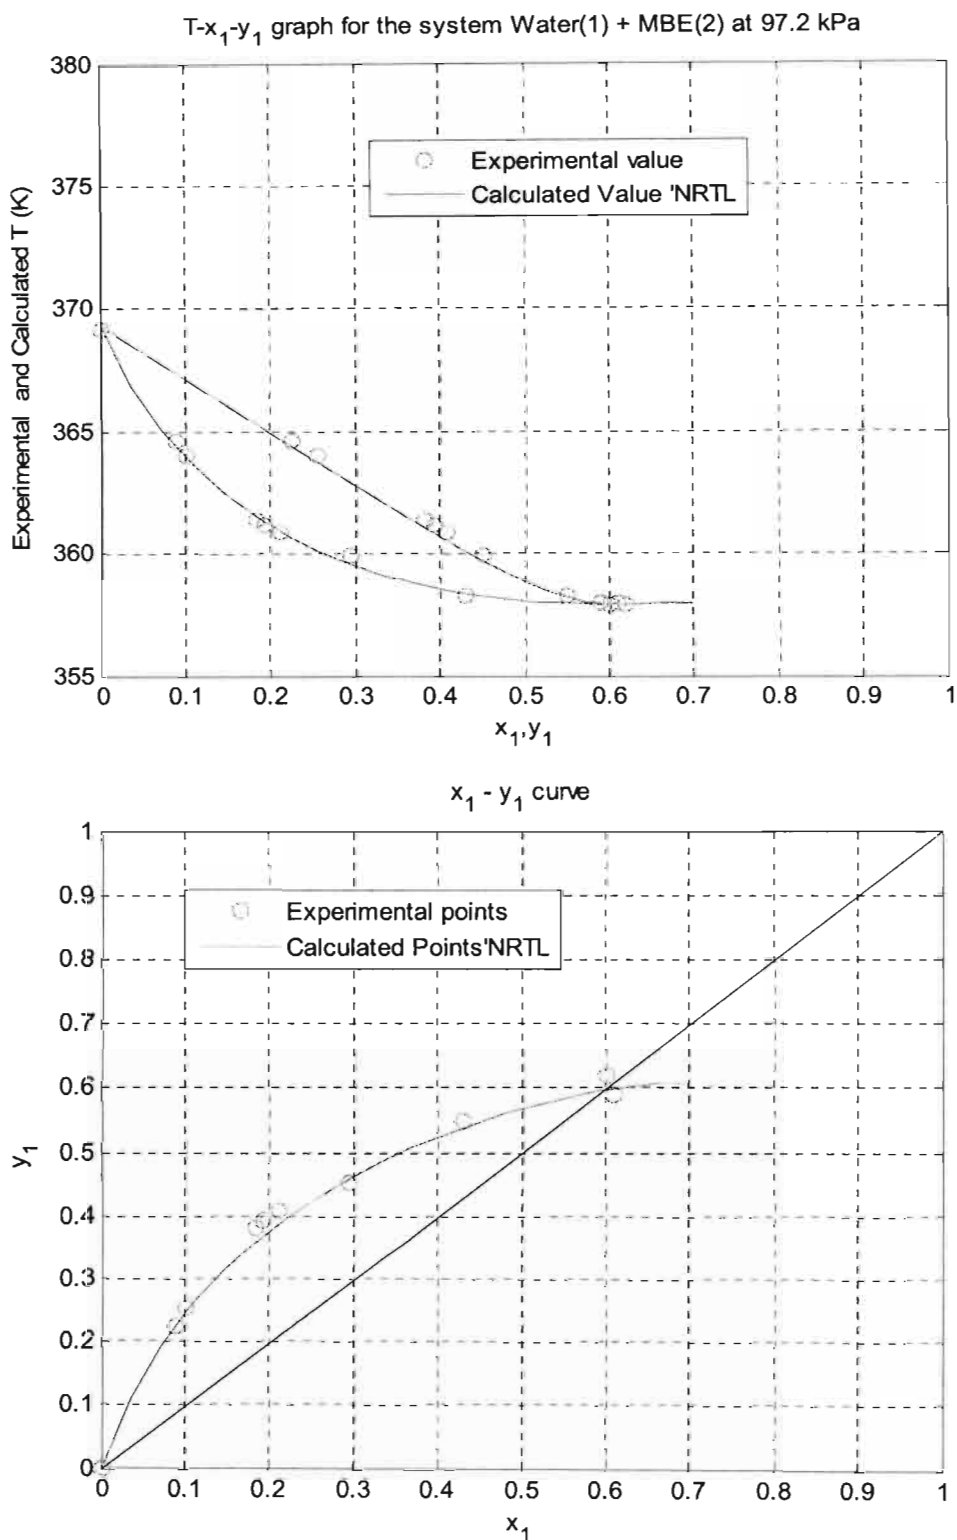 T-x1-y1 graph for the system Water(1) + MBE(2) at 97.2 kPa
380
375
370
365
360
355
Experimental and Calculated T (K)
Experimental value
Calculated Value 'NRTL
0 0.1 0.2 0.3 0.4 0.5 0.6 0.7 0.8 0.9 1
x1,y1
x1 - y1 curve
1
0.9
0.8
0.7
0.6
0.5
0.4
0.3
0.2
0.1
0
y1
Experimental points
Calculated Points'NRTL
0 0.1 0.2 0.3 0.4 0.5 0.6 0.7 0.8 0.9 1
x1